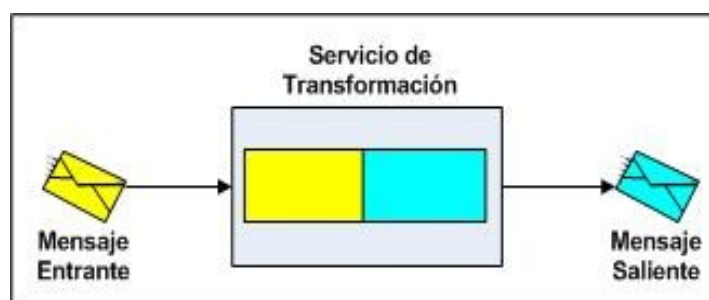 Servicio de
Transformación
Mensaje
Entrante
Mensaje
Saliente